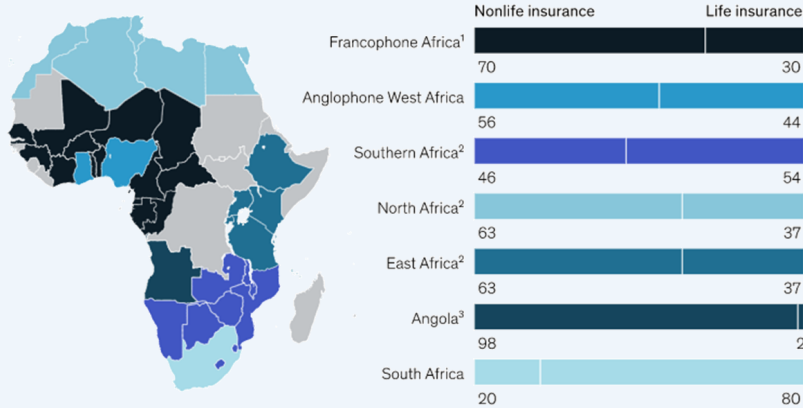 Nonlife insurance Life insurance
Francophone Africa¹
70 30
Anglophone West Africa
56 44
Southern Africa²
46 54
North Africa²
63 37
East Africa²
63 37
Angola³
98 2
South Africa
20 80